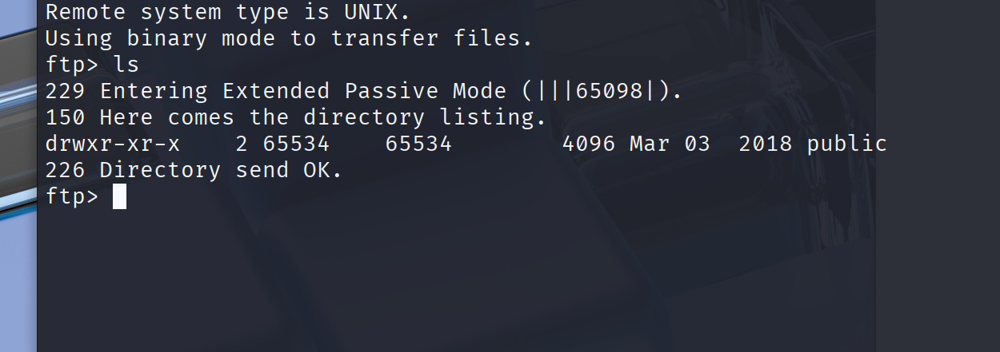 Remote system type is UNIX.
Using binary mode to transfer files.
ftp> ls
229 Entering Extended Passive Mode (|||65098|).
150 Here comes the directory listing.
drwxr-xr-x    2 65534    65534        4096 Mar 03  2018 public
226 Directory send OK.
ftp>